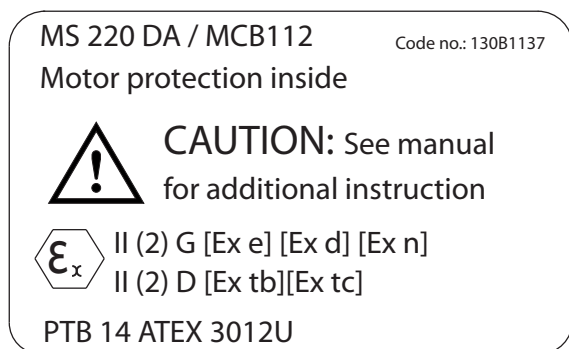 MS 220 DA / MCB112 Code no.: 130B1137
Motor protection inside
CAUTION: See manual
for additional instruction
II (2) G [Ex e] [Ex d] [Ex n]
II (2) D [Ex tb][Ex tc]
PTB 14 ATEX 3012U